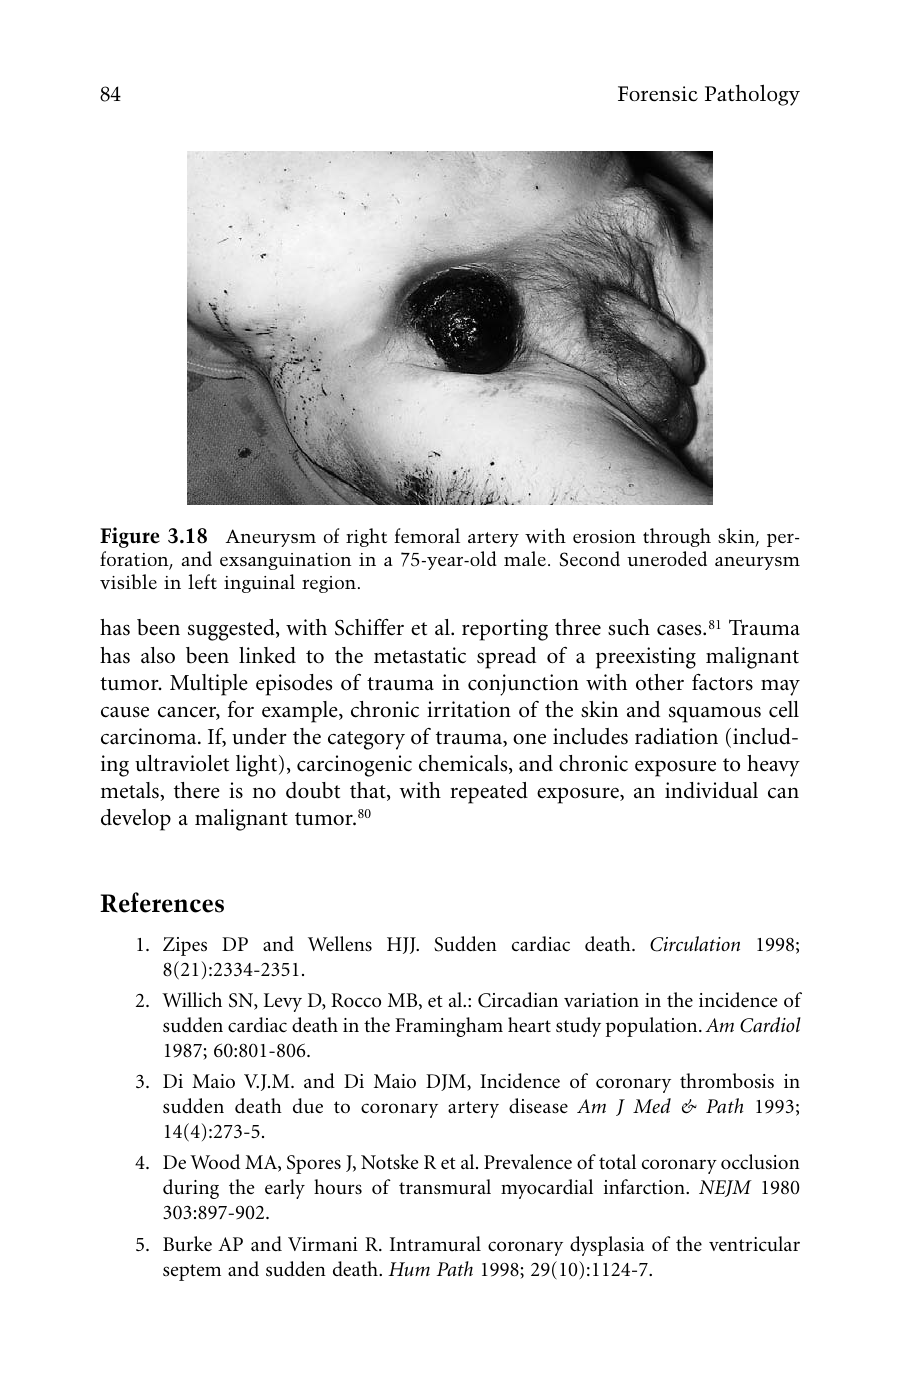 84 Forensic Pathology
Figure 3.18 Aneurysm of right femoral artery with erosion through skin, per-
foration, and exsanguination in a 75-year-old male. Second uneroded aneurysm
visible in left inguinal region.
has been suggested, with Schiffer et al. reporting three such cases.81 Trauma
has also been linked to the metastatic spread of a preexisting malignant
tumor. Multiple episodes of trauma in conjunction with other factors may
cause cancer, for example, chronic irritation of the skin and squamous cell
carcinoma. If, under the category of trauma, one includes radiation (includ-
ing ultraviolet light), carcinogenic chemicals, and chronic exposure to heavy
metals, there is no doubt that, with repeated exposure, an individual can
develop a malignant tumor.80
References
1. Zipes DP and Wellens HJJ. Sudden cardiac death. Circulation 1998;
8(21):2334-2351.
2. Willich SN, Levy D, Rocco MB, et al.: Circadian variation in the incidence of
sudden cardiac death in the Framingham heart study population. Am Cardiol
1987; 60:801-806.
3. Di Maio V.J.M. and Di Maio DJM, Incidence of coronary thrombosis in
sudden death due to coronary artery disease Am J Med & Path 1993;
14(4):273-5.
4. De Wood MA, Spores J, Notske R et al. Prevalence of total coronary occlusion
during the early hours of transmural myocardial infarction. NEJM 1980
303:897-902.
5. Burke AP and Virmani R. Intramural coronary dysplasia of the ventricular
septem and sudden death. Hum Path 1998; 29(10):1124-7.